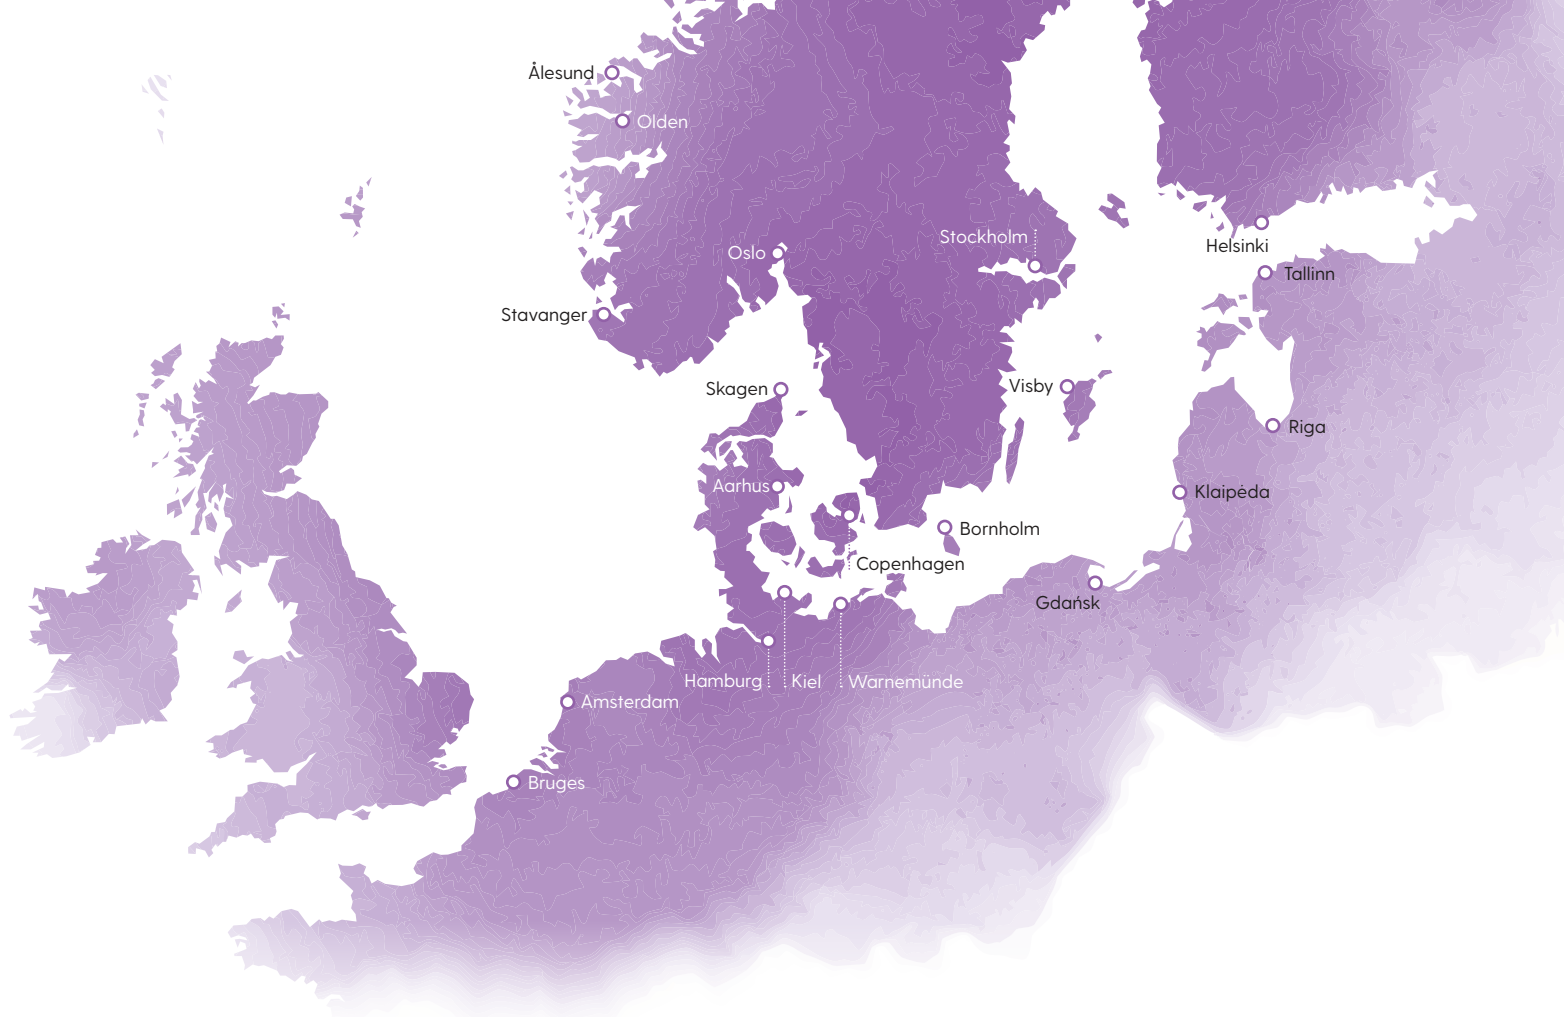 Ålesund
Olden
Stockholm
Oslo
Helsinki
Tallinn
Stavanger
Skagen
Visby
Riga
Aarhus
Klaipėda
Bornholm
Copenhagen
Gdańsk
Hamburg
Kiel
Warnemünde
Amsterdam
Bruges